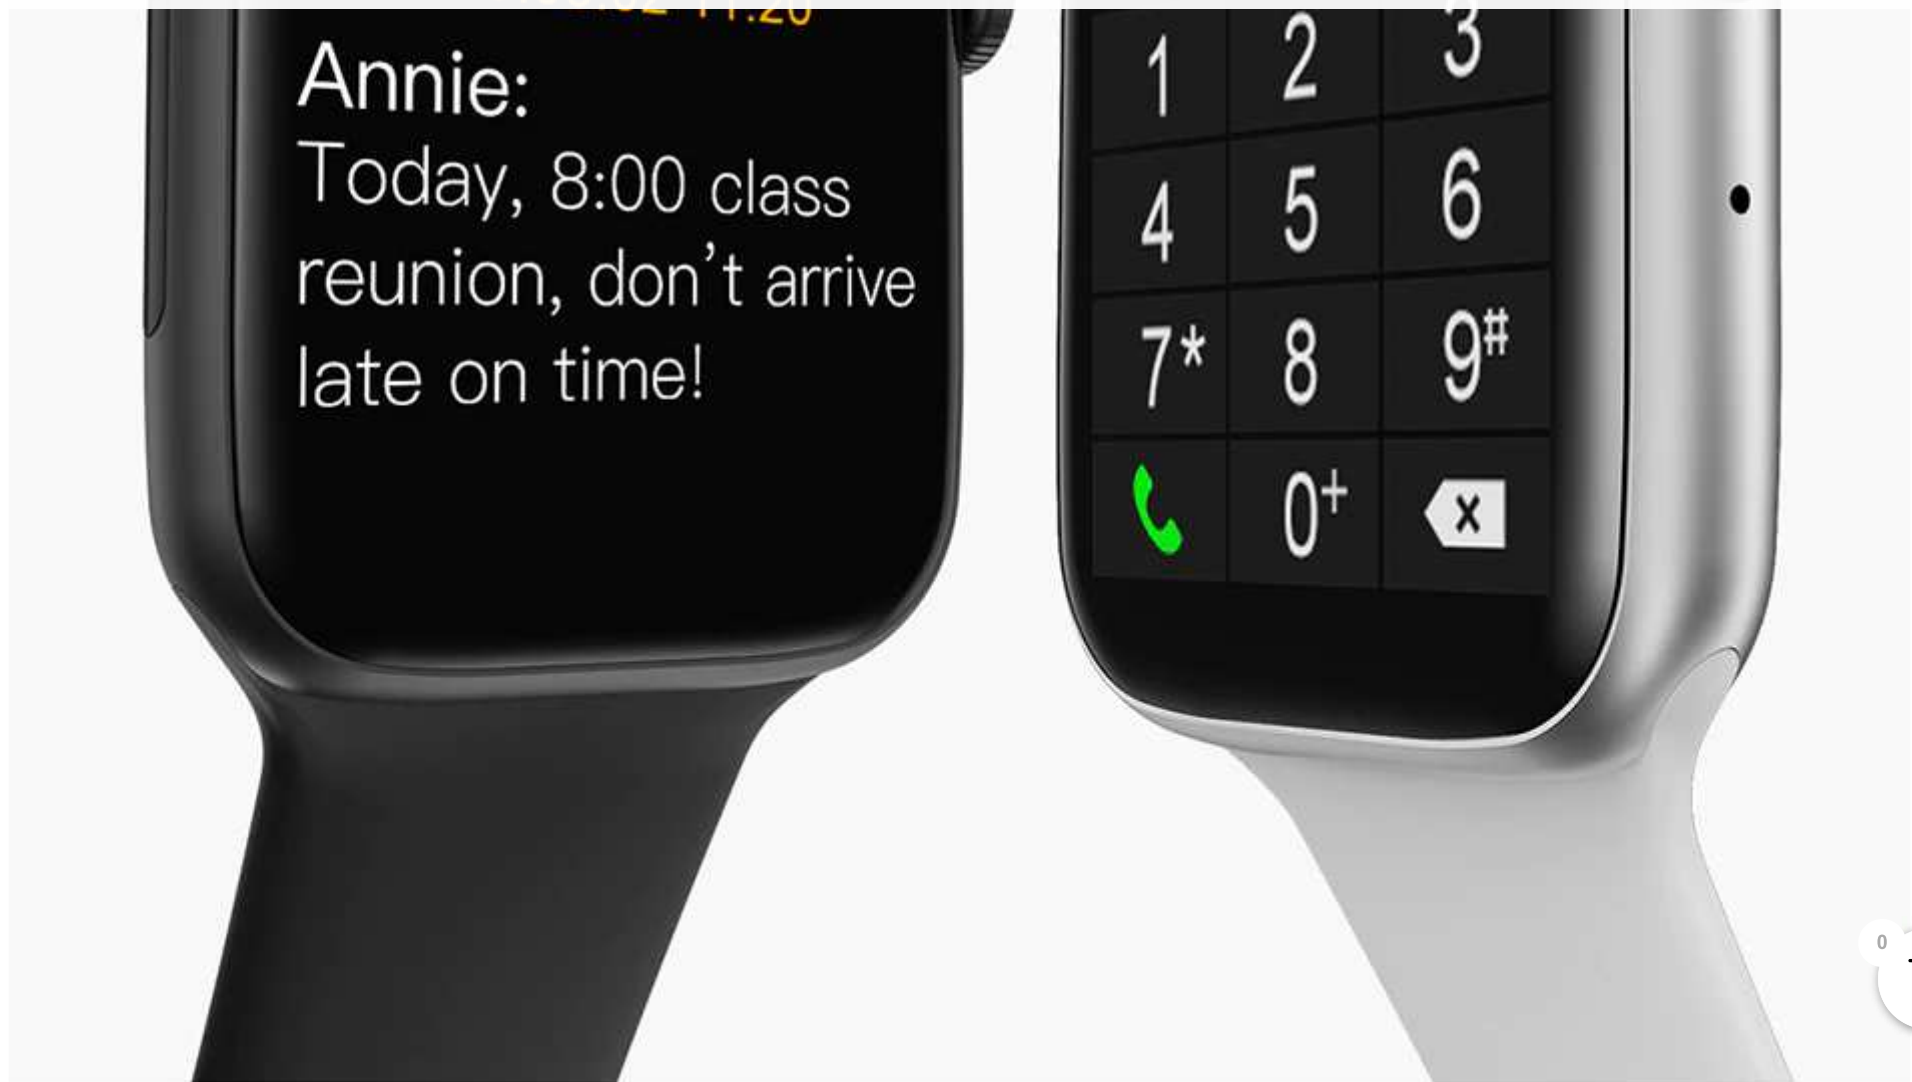 Annie:
Today, 8:00 class
reunion, don't arrive
late on time!
1 2 3
4 5 6
7* 8 9#
0+
0